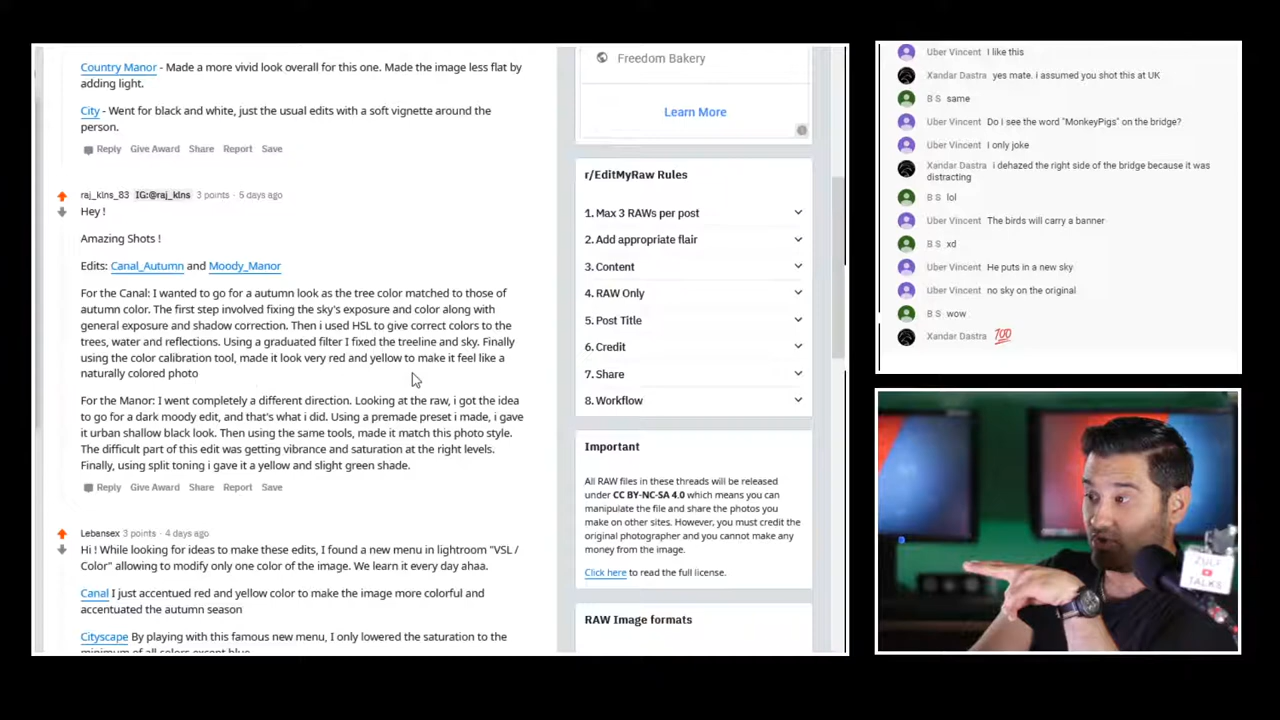 Country Manor - Made a more vivid look overall for this one. Made the image less flat by
adding light.
City - Went for black and white, just the usual edits with a soft vignette around the
person.
Reply Give Award Share Report Save
raj_klns_83 IG:@raj_klns 3 points · 5 days ago
Hey !
Amazing Shots !
Edits: Canal_Autumn and Moody_Manor
For the Canal: I wanted to go for a autumn look as the tree color matched to those of
autumn color. The first step involved fixing the sky's exposure and color along with
general exposure and shadow correction. Then i used HSL to give correct colors to the
trees, water and reflections. Using a graduated filter I fixed the treeline and sky. Finally
using the color calibration tool, made it look very red and yellow to make it feel like a
naturally colored photo
For the Manor: I went completely a different direction. Looking at the raw, i got the idea
to go for a dark moody edit, and that's what i did. Using a premade preset i made, i gave
it urban shallow black look. Then using the same tools, made it match this photo style.
The difficult part of this edit was getting vibrance and saturation at the right levels.
Finally, using split toning i gave it a yellow and slight green shade.
Reply Give Award Share Report Save
Lebansex 3 points · 4 days ago
Hi ! While looking for ideas to make these edits, I found a new menu in lightroom "VSL /
Color" allowing to modify only one color of the image. We learn it every day ahaa.
Canal I just accentued red and yellow color to make the image more colorful and
accentuated the autumn season
Cityscape By playing with this famous new menu, I only lowered the saturation to the
minimum of all colors except blue
Freedom Bakery
Learn More
r/EditMyRaw Rules
1. Max 3 RAWs per post
2. Add appropriate flair
3. Content
4. RAW Only
5. Post Title
6. Credit
7. Share
8. Workflow
Important
All RAW files in these threads will be released
under CC BY-NC-SA 4.0 which means you can
manipulate the file and share the photos you
make on other sites. However, you must credit the
original photographer and you cannot make any
money from the image.
Click here to read the full license.
RAW Image formats
Uber Vincent I like this
Xandar Dastra yes mate. i assumed you shot this at UK
B S same
Uber Vincent Do I see the word "MonkeyPigs" on the bridge?
Uber Vincent I only joke
Xandar Dastra i dehazed the right side of the bridge because it was
distracting
B S lol
Uber Vincent The birds will carry a banner
B S xd
Uber Vincent He puts in a new sky
Uber Vincent no sky on the original
B S wow
Xandar Dastra 100
ZULF
TALKS